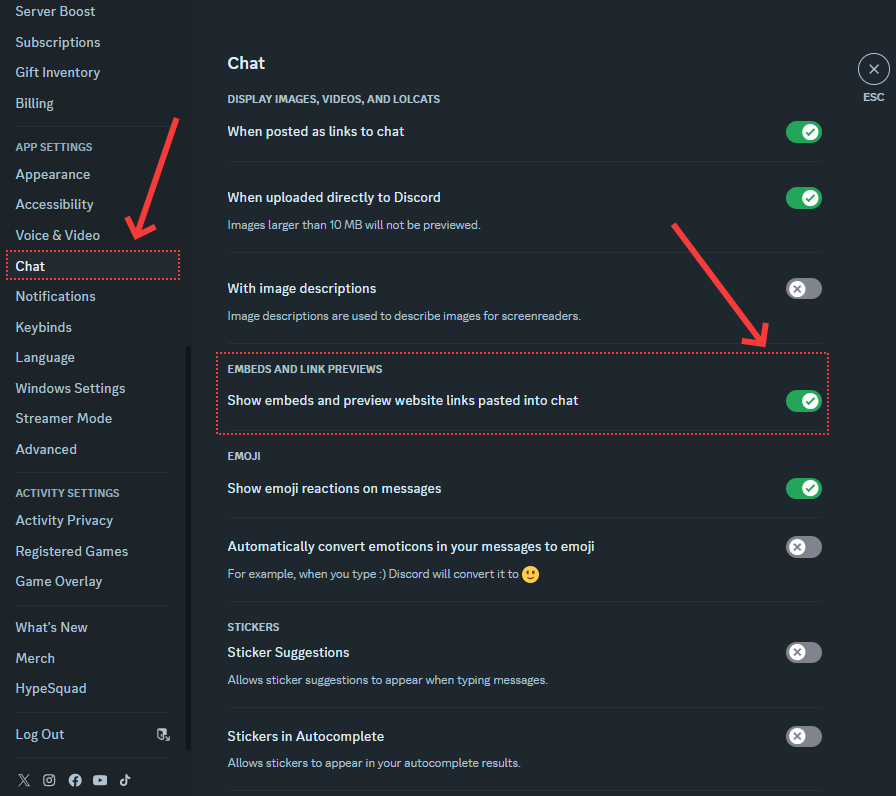 Server Boost
Subscriptions
Gift Inventory
Billing
APP SETTINGS
Appearance
Accessibility
Voice & Video
Chat
Notifications
Keybinds
Language
Windows Settings
Streamer Mode
Advanced
ACTIVITY SETTINGS
Activity Privacy
Registered Games
Game Overlay
What's New
Merch
HypeSquad
Log Out
Chat
ESC
DISPLAY IMAGES, VIDEOS, AND LOLCATS
When posted as links to chat
When uploaded directly to Discord
Images larger than 10 MB will not be previewed.
With image descriptions
Image descriptions are used to describe images for screenreaders.
EMBEDS AND LINK PREVIEWS
Show embeds and preview website links pasted into chat
EMOJI
Show emoji reactions on messages
Automatically convert emoticons in your messages to emoji
For example, when you type :) Discord will convert it to 🙂
STICKERS
Sticker Suggestions
Allows sticker suggestions to appear when typing messages.
Stickers in Autocomplete
Allows stickers to appear in your autocomplete results.